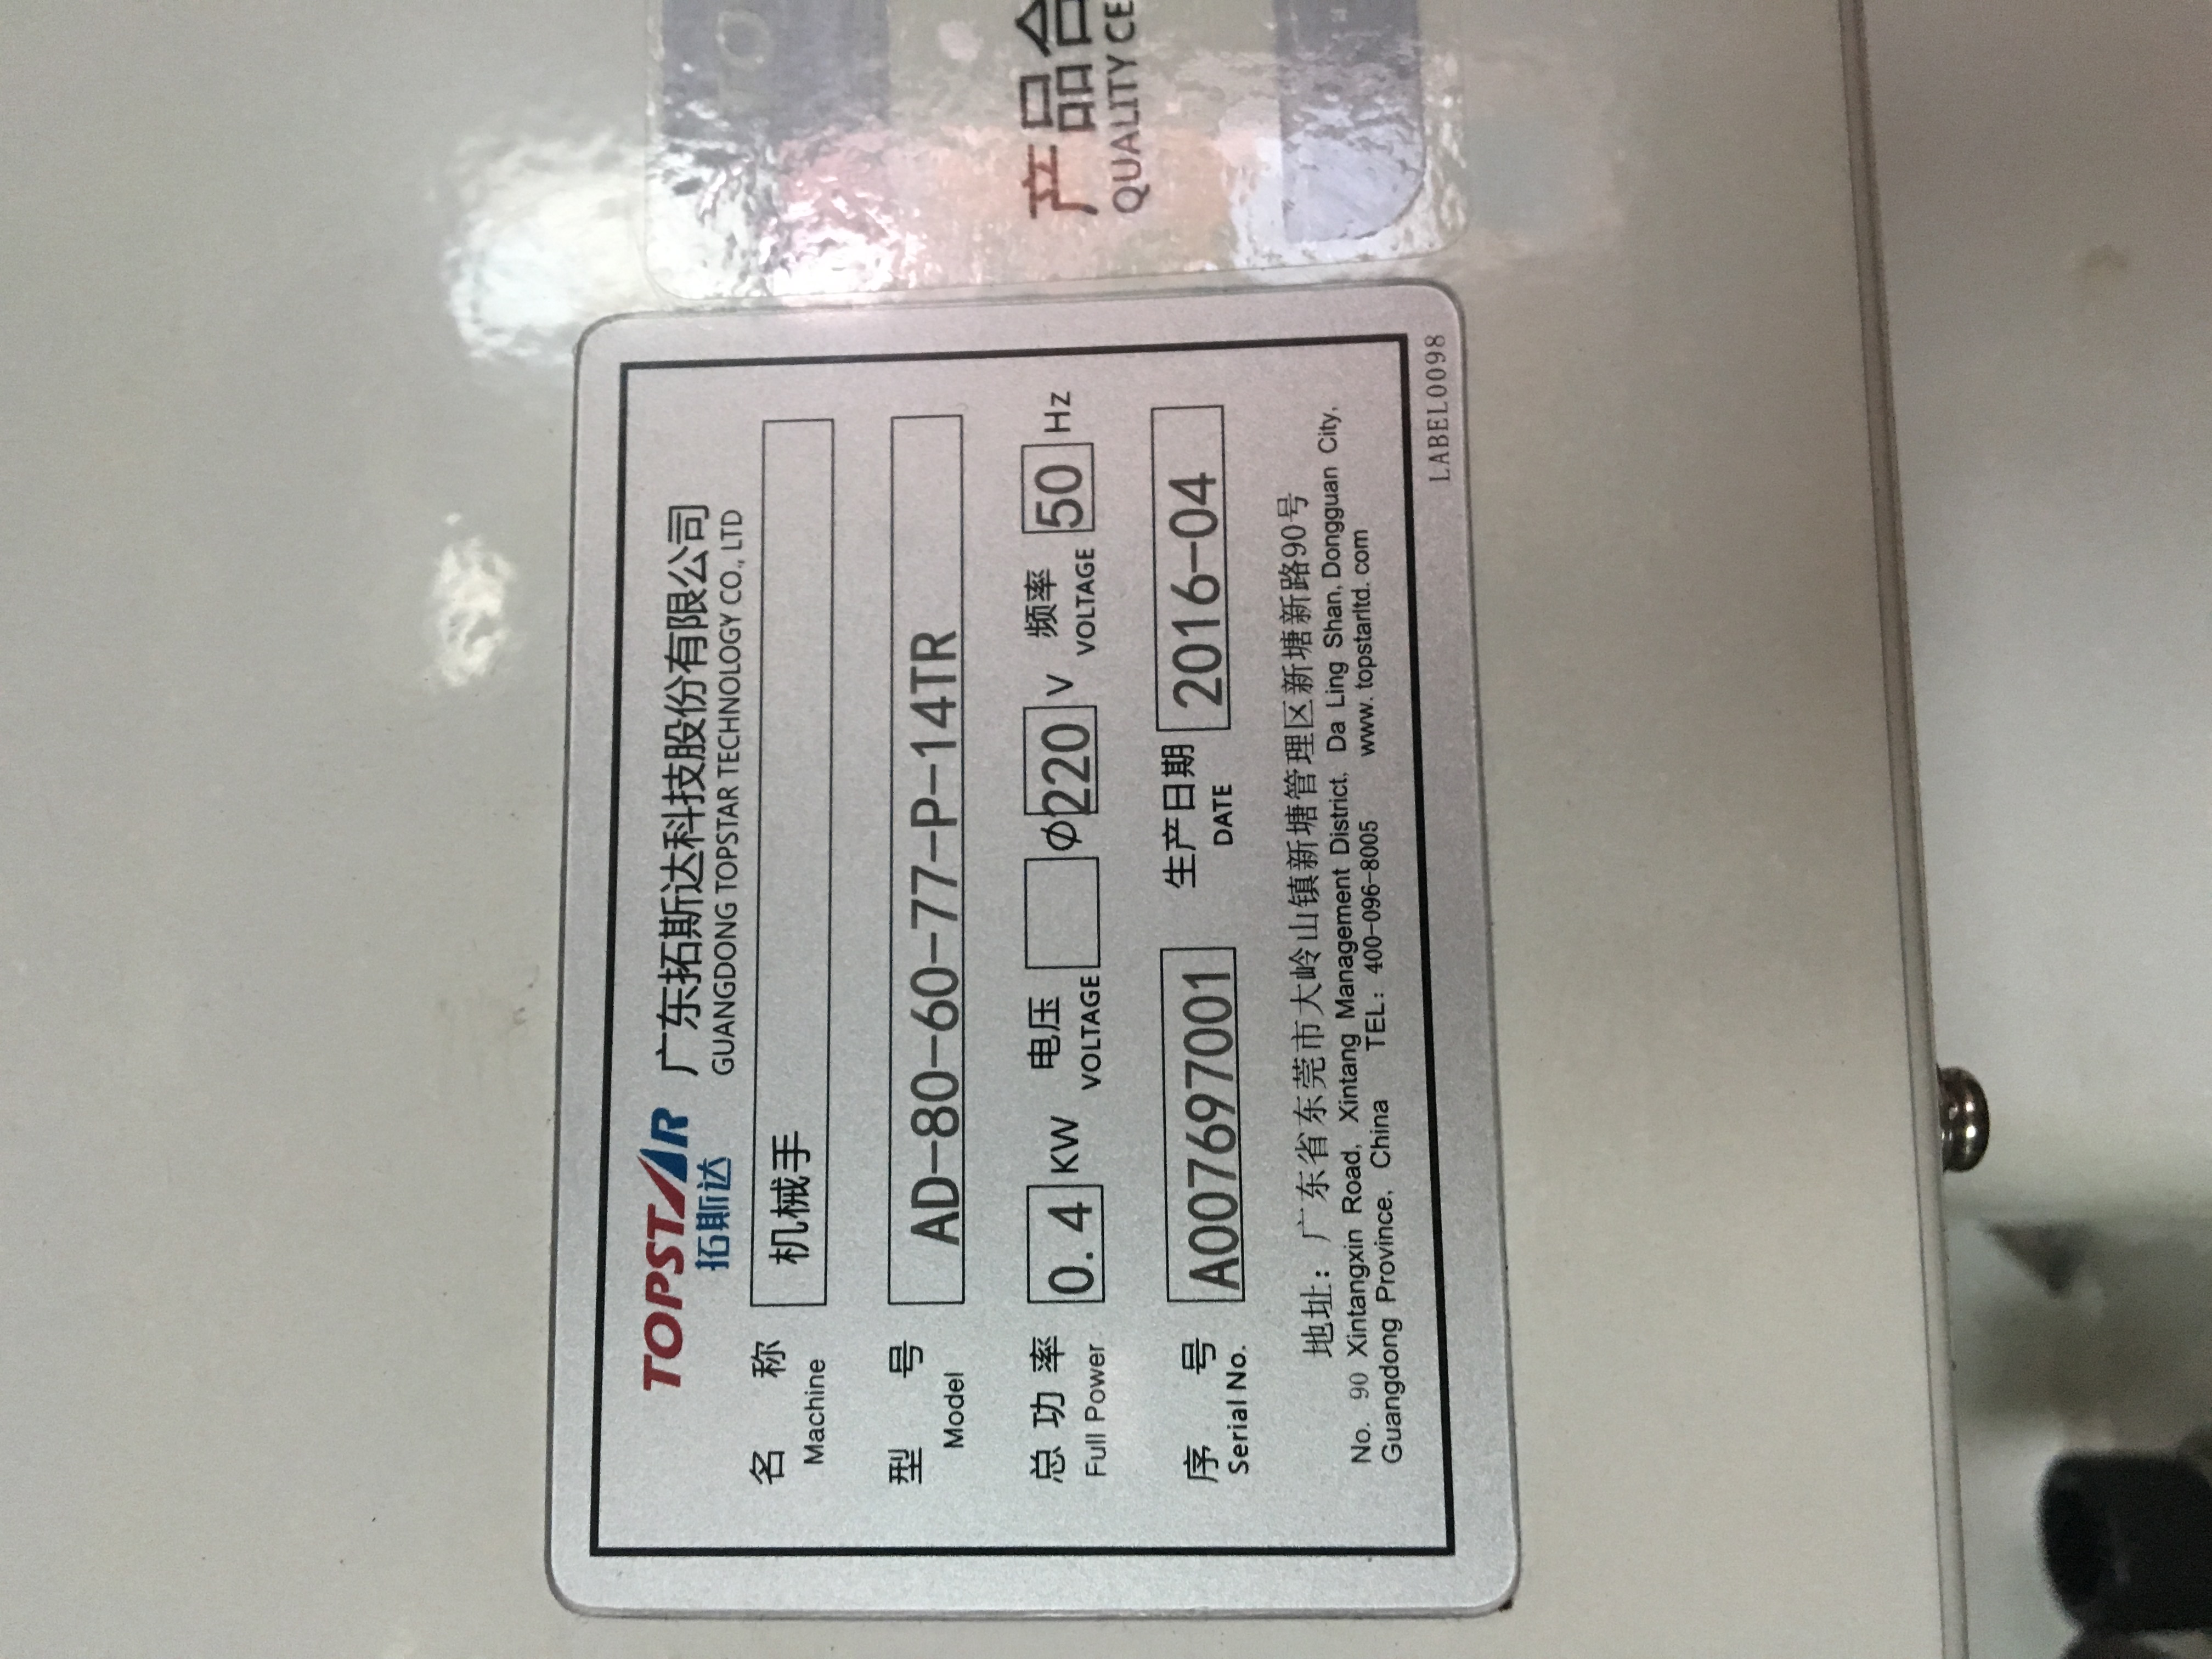 TOPSTAR 广东拓斯达科技股份有限公司
拓斯达 GUANGDONG TOPSTAR TECHNOLOGY CO., LTD
名 称 机械手
Machine
型 号 AD-80-60-77-P-14TR
Model
总 功 率 0.4 KW 电压 Φ220 V 频率 50 Hz
Full Power VOLTAGE VOLTAGE
序 号 A007697001 生产日期 2016-04
Serial No. DATE
地址：广东省东莞市大岭山镇新塘管理区新塘新路90号
No. 90 Xintangxin Road, Xintang Management District, Da Ling Shan, Dongguan City,
Guangdong Province, China TEL: 400-096-8005 www.topstarltd.com
LABEL0098
产品合
QUALITY CE